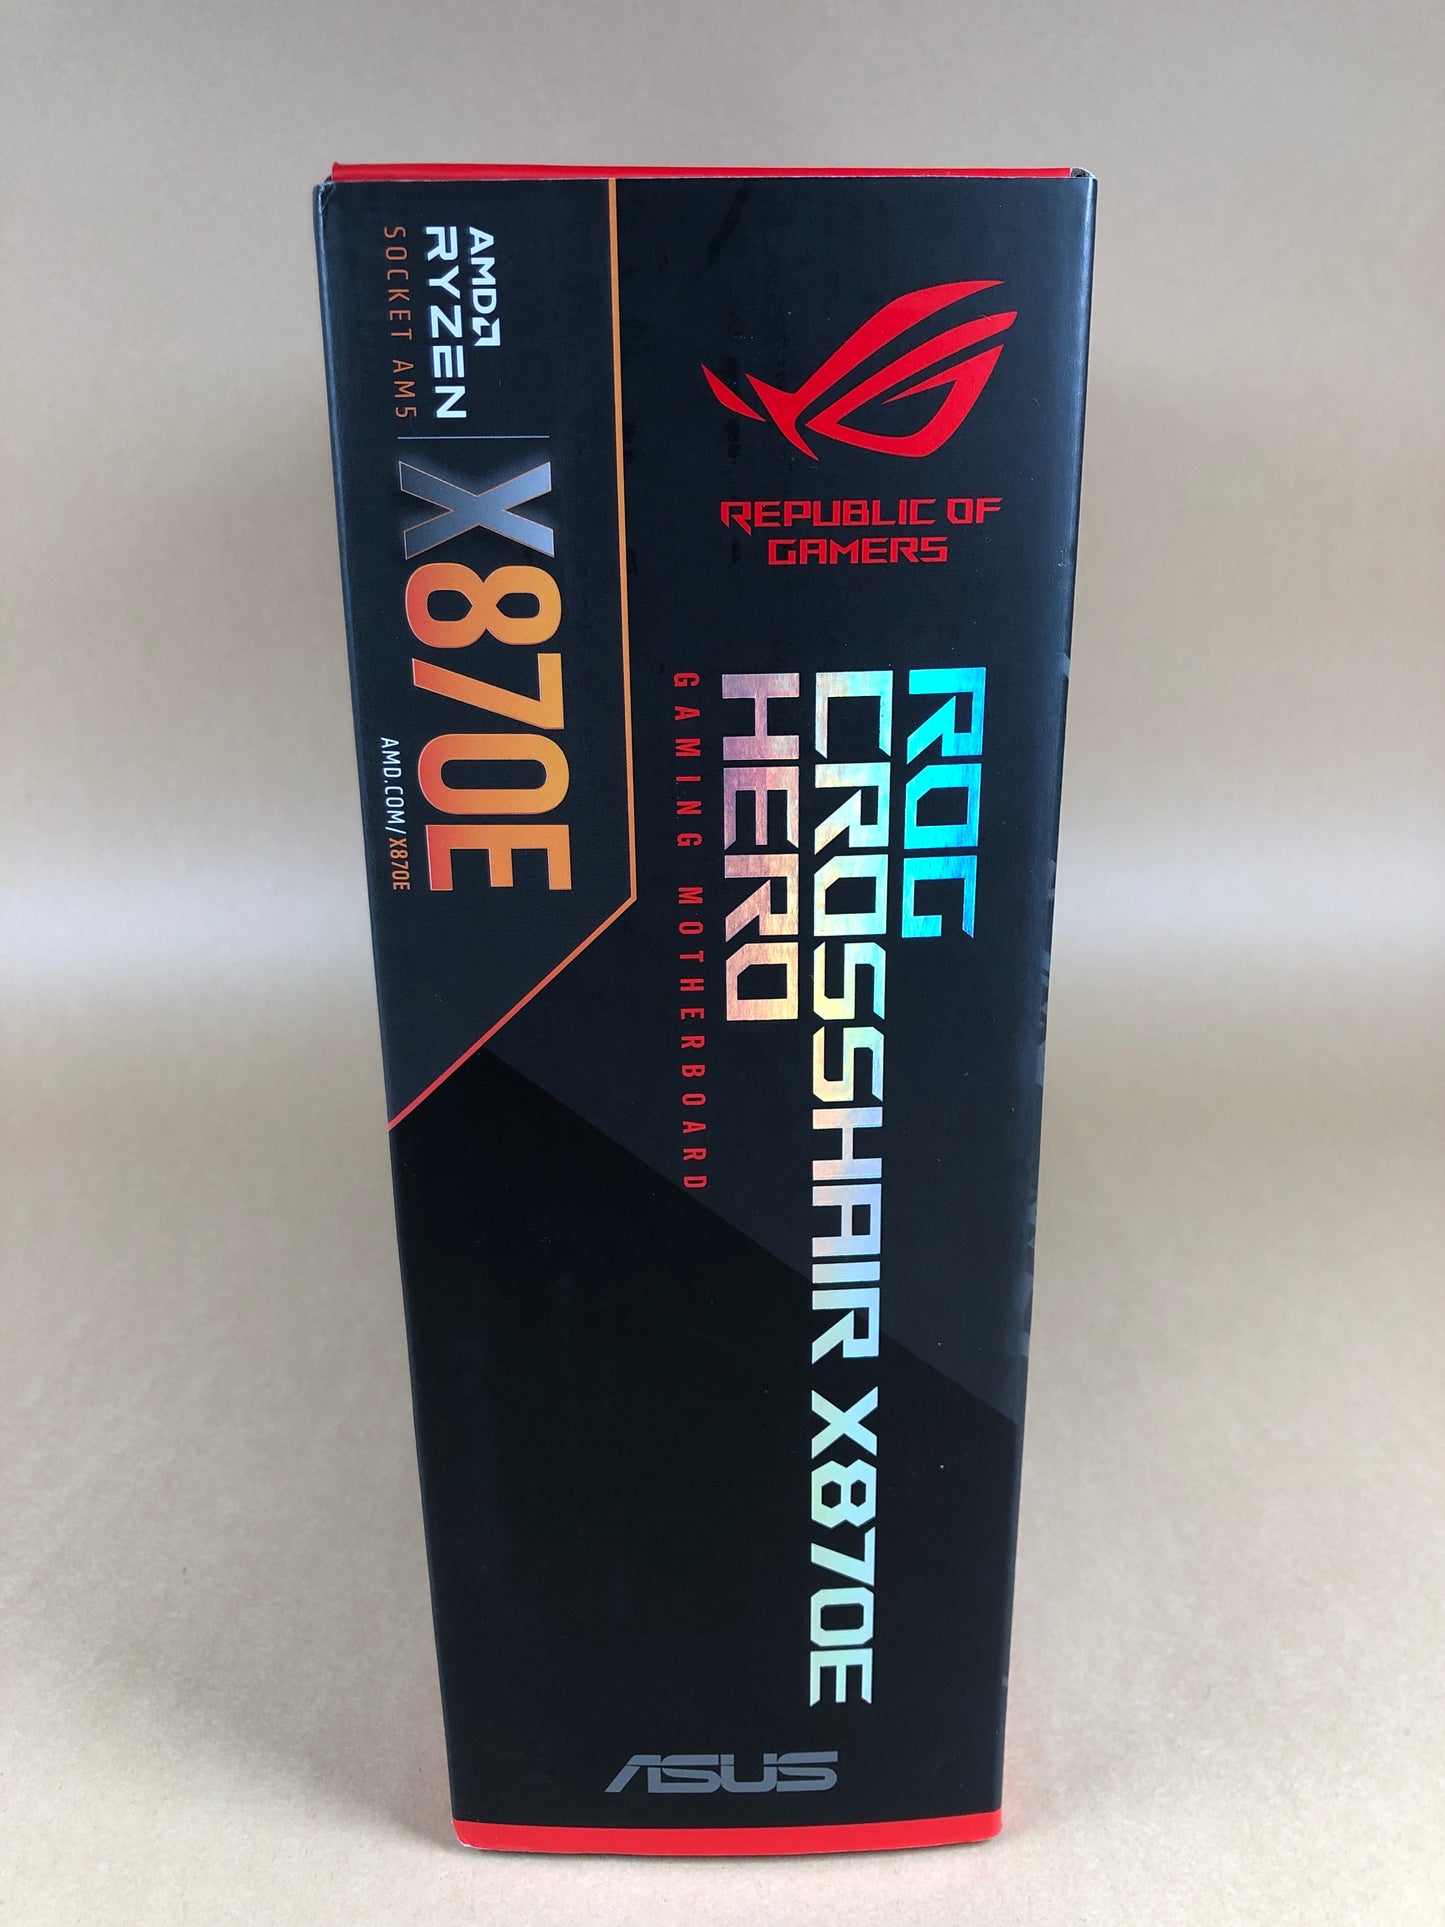 REPUBLIC OF
GAMERS
ROG
CROSSHAIR X870E
HERO
GAMING MOTHERBOARD
AMD
RYZEN
SOCKET AM5
X870E
AMD.COM/X870E
ASUS